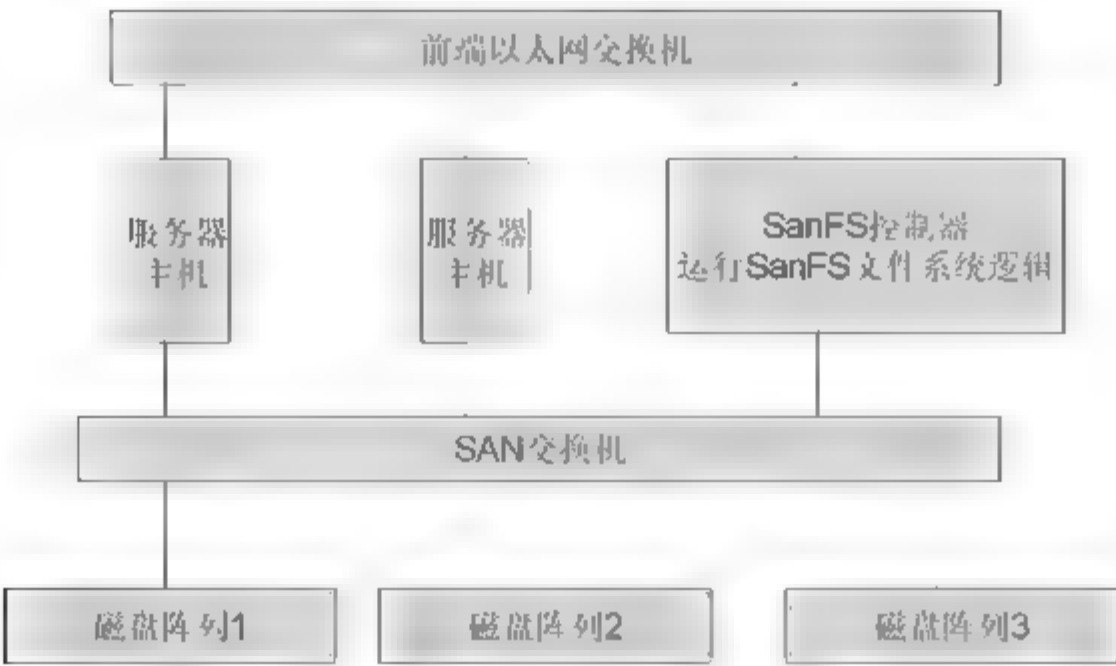 前端以太网交换机
服务器
主机
服务器
主机
SanFS控制器
运行SanFS文件系统逻辑
SAN交换机
磁盘阵列1
磁盘阵列2
磁盘阵列3